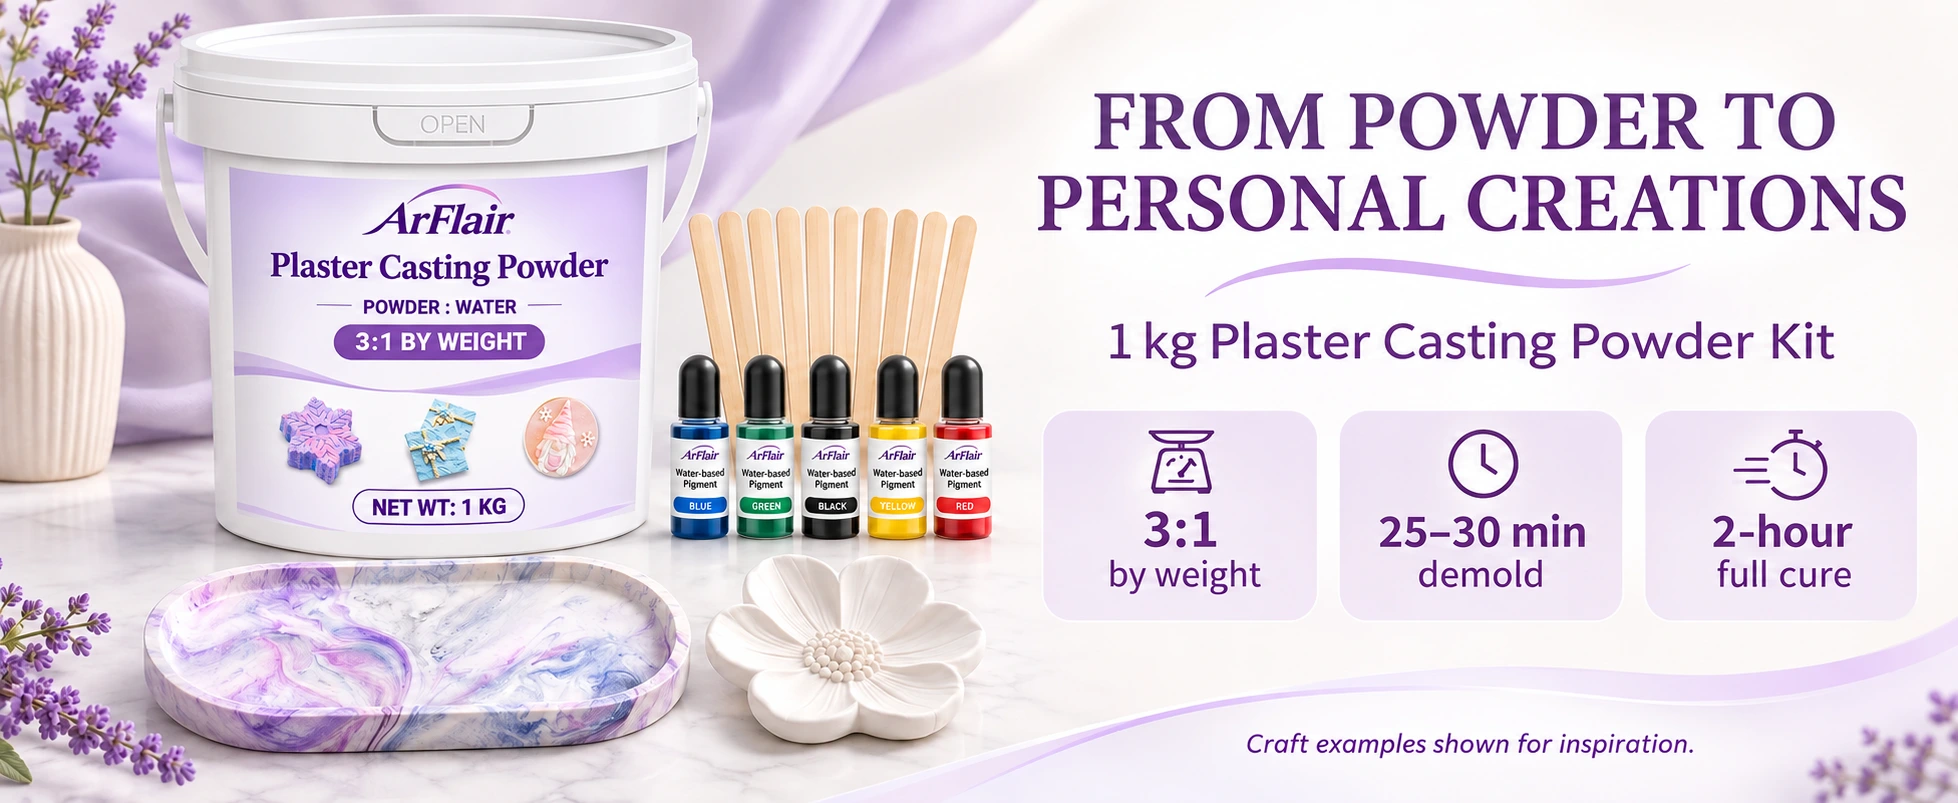 OPEN
ArFlair
Plaster Casting Powder
POWDER : WATER
3:1 BY WEIGHT
NET WT: 1 KG
ArFlair
Water-based
Pigment
BLUE
ArFlair
Water-based
Pigment
GREEN
ArFlair
Water-based
Pigment
BLACK
ArFlair
Water-based
Pigment
YELLOW
ArFlair
Water-based
Pigment
RED
FROM POWDER TO
PERSONAL CREATIONS
1 kg Plaster Casting Powder Kit
3:1
by weight
25–30 min
demold
2-hour
full cure
Craft examples shown for inspiration.